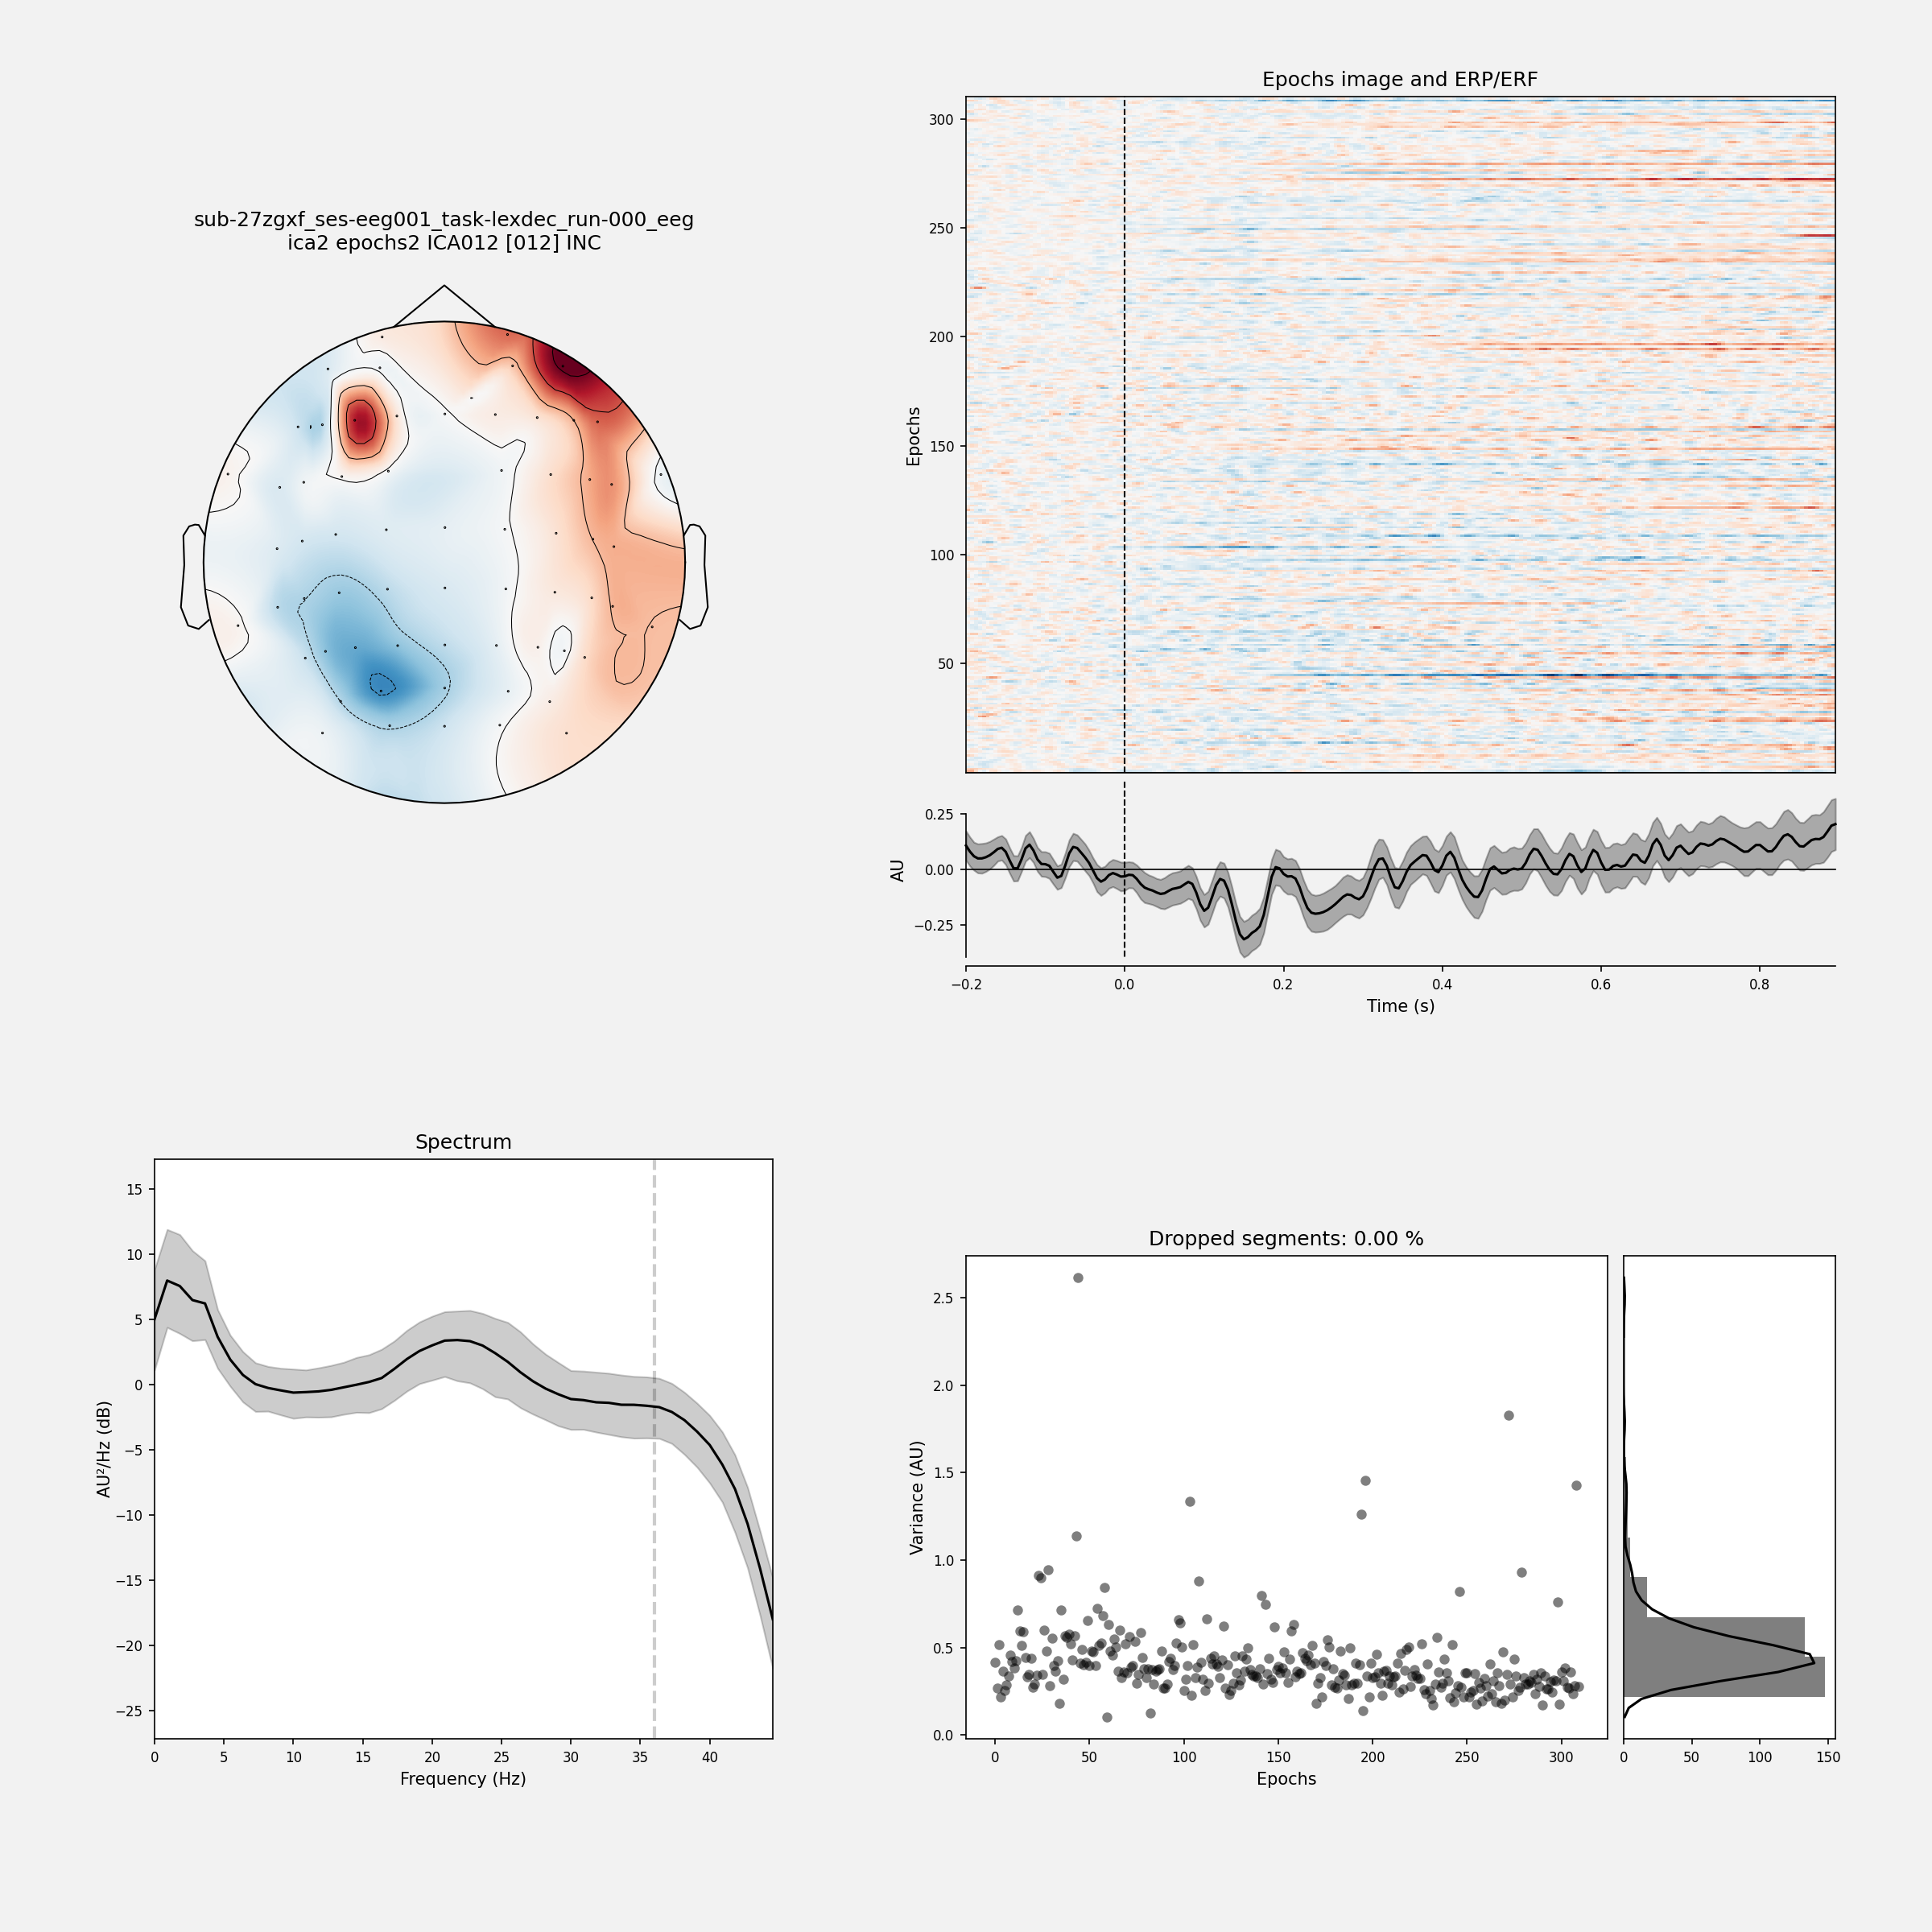 sub-27zgxf_ses-eeg001_task-lexdec_run-000_eeg
ica2 epochs2 ICA012 [012] INC
Epochs image and ERP/ERF
300
250
200
150
100
50
Epochs
0.25
0.00
−0.25
AU
−0.2 0.0 0.2 0.4 0.6 0.8
Time (s)
Spectrum
15
10
5
0
−5
−10
−15
−20
−25
AU²/Hz (dB)
0 5 10 15 20 25 30 35 40
Frequency (Hz)
Dropped segments: 0.00 %
2.5
2.0
1.5
1.0
0.5
0.0
Variance (AU)
0 50 100 150 200 250 300
Epochs
0 50 100 150